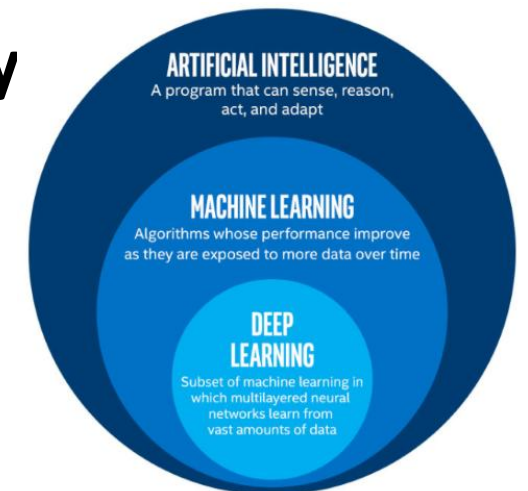 y
ARTIFICIAL INTELLIGENCE
A program that can sense, reason,
act, and adapt
MACHINE LEARNING
Algorithms whose performance improve
as they are exposed to more data over time
DEEP
LEARNING
Subset of machine learning in
which multilayered neural
networks learn from
vast amounts of data